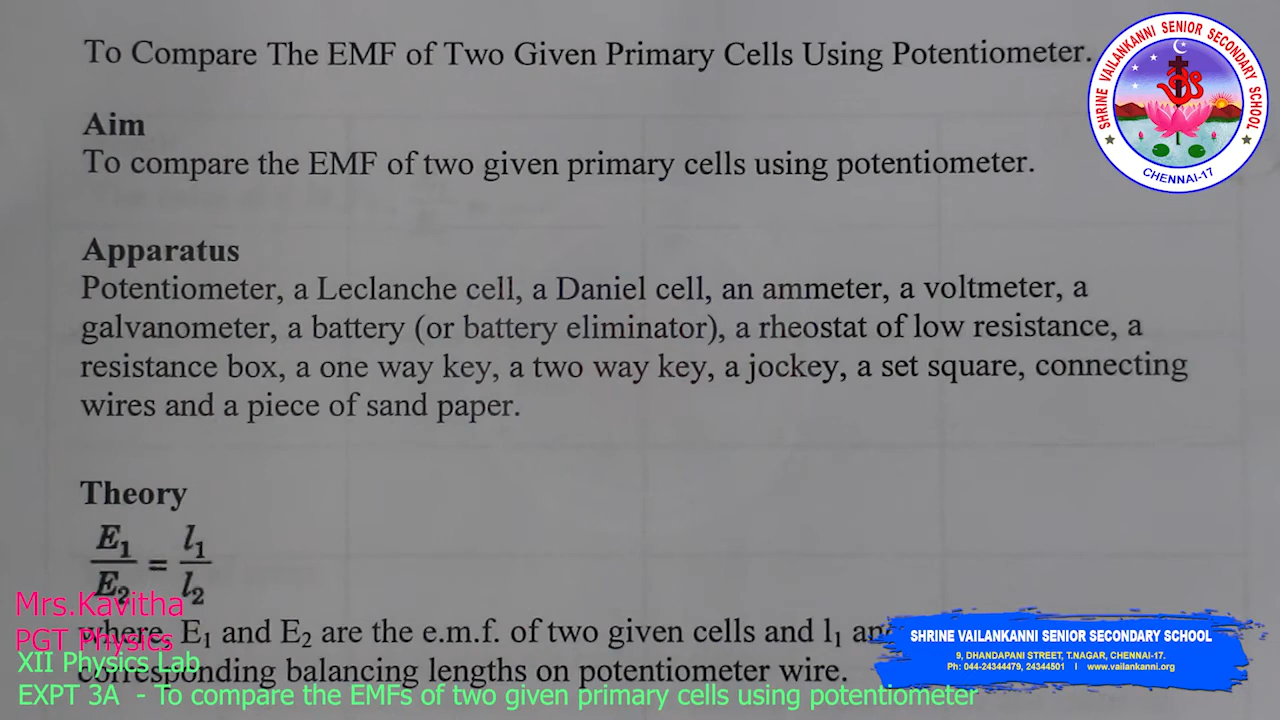 To Compare The EMF of Two Given Primary Cells Using Potentiometer.
Aim
To compare the EMF of two given primary cells using potentiometer.
Apparatus
Potentiometer, a Leclanche cell, a Daniel cell, an ammeter, a voltmeter, a
galvanometer, a battery (or battery eliminator), a rheostat of low resistance, a
resistance box, a one way key, a two way key, a jockey, a set square, connecting
wires and a piece of sand paper.
Theory
E₁/E₂ = l₁/l₂
where, E₁ and E₂ are the e.m.f. of two given cells and l₁
corresponding balancing lengths on potentiometer wire.
Mrs.Kavitha
PGT Physics
XII Physics Lab
EXPT 3A - To compare the EMFs of two given primary cells using potentiometer
SHRINE VAILANKANNI SENIOR SECONDARY SCHOOL
CHENNAI-17
SHRINE VAILANKANNI SENIOR SECONDARY SCHOOL
9, DHANDAPANI STREET, T.NAGAR, CHENNAI-17.
Ph: 044-24344479, 24344501 I www.vailankanni.org